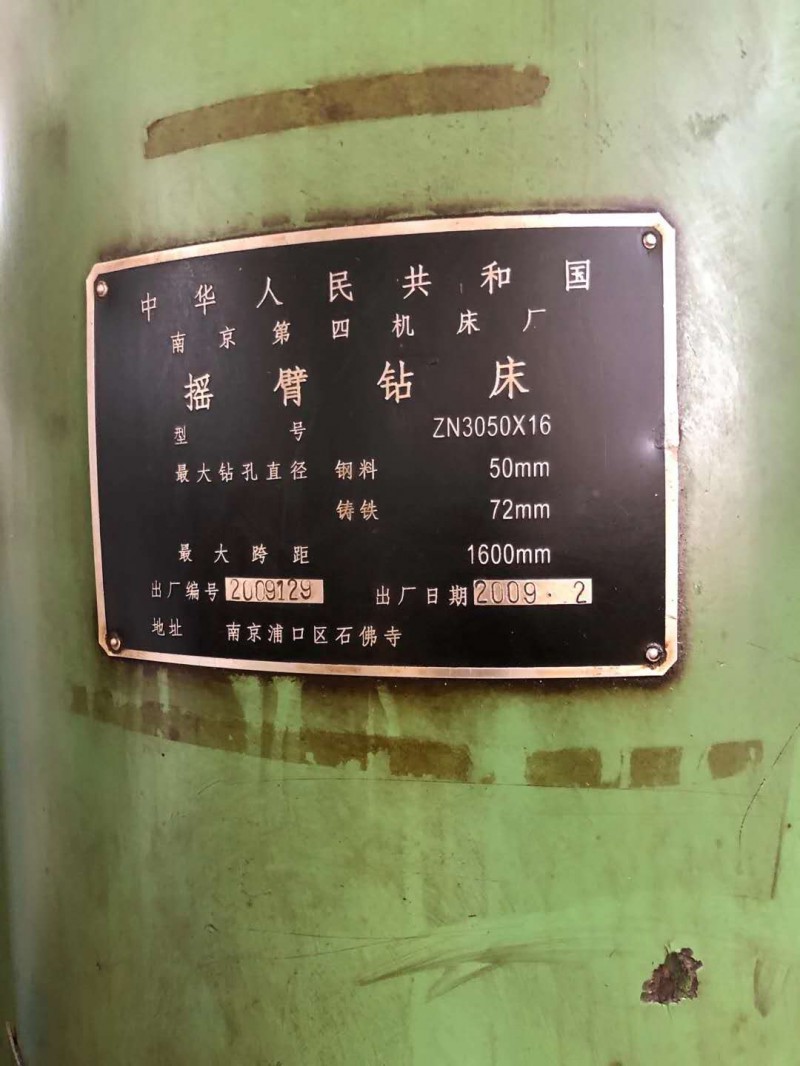 中华人民共和国
南京第四机床厂
摇臂钻床
型号 ZN3050X16
最大钻孔直径 钢料 50mm
铸铁 72mm
最大跨距 1600mm
出厂编号 2009129 出厂日期 2009.2
地址 南京浦口区石佛寺